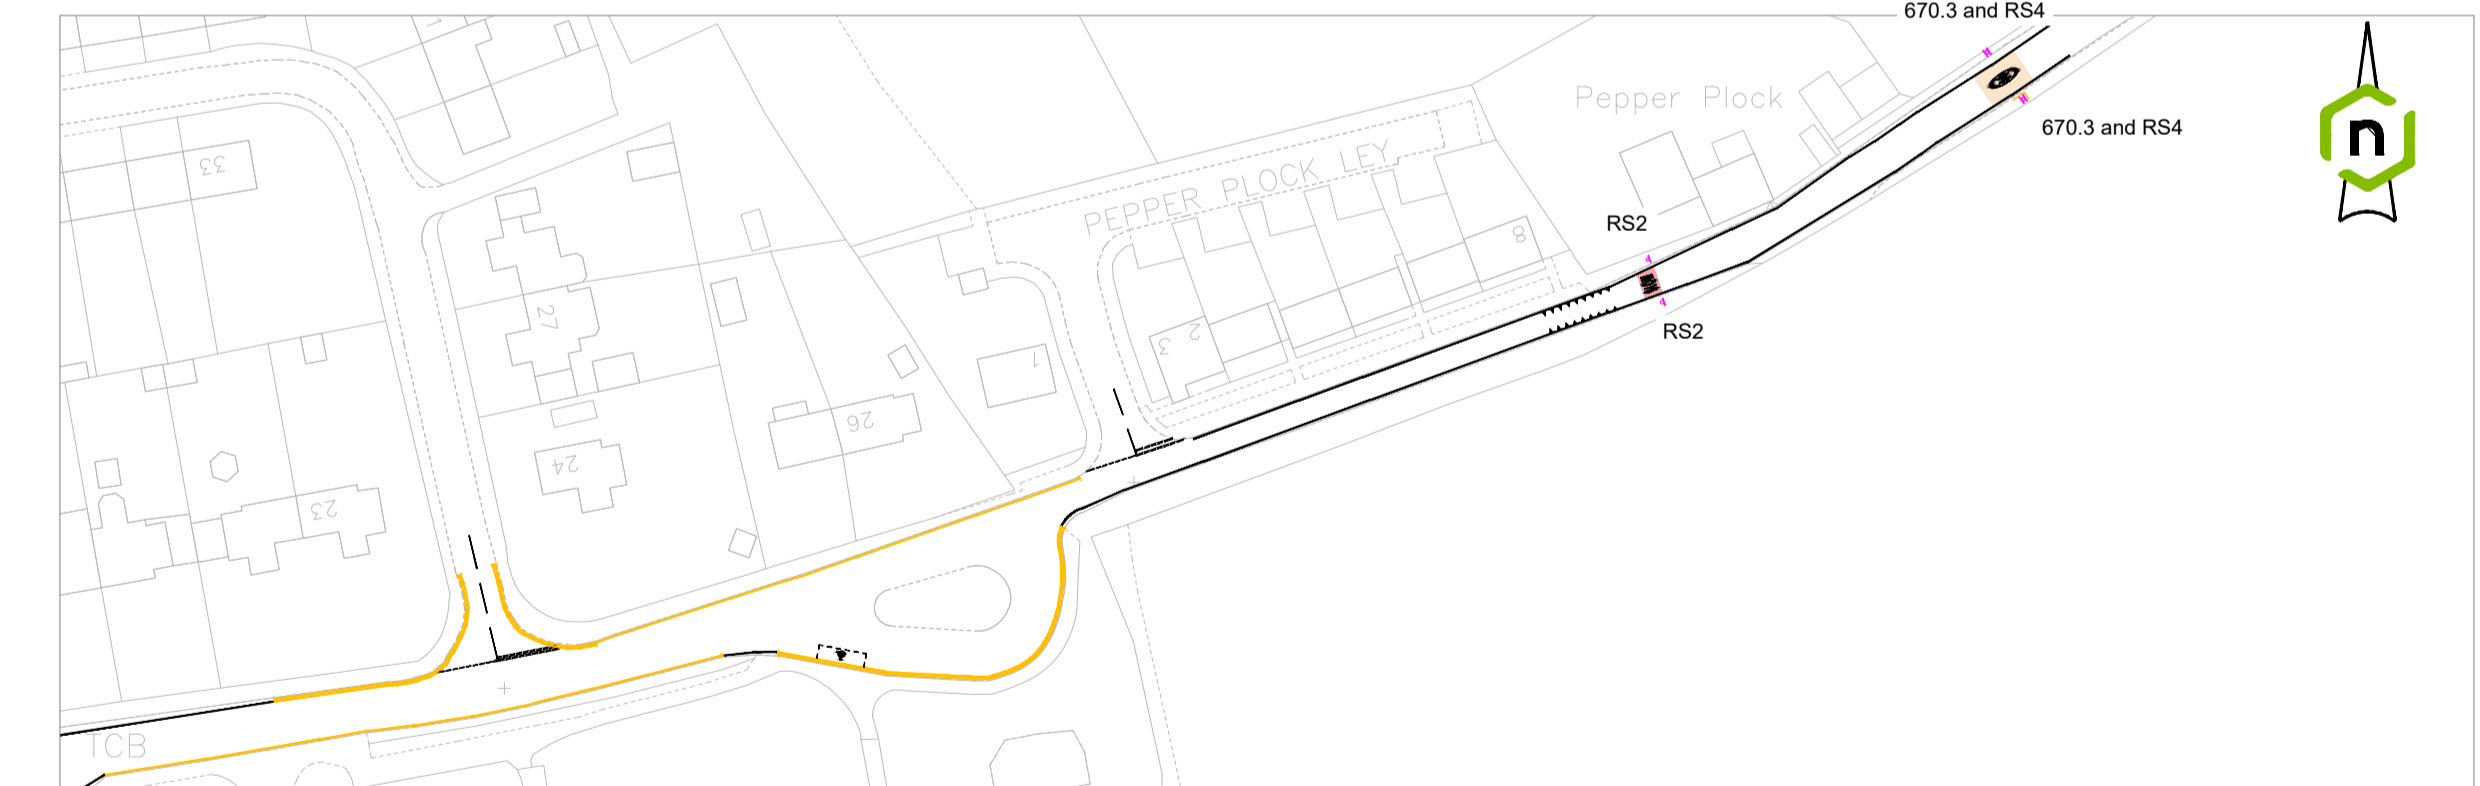 670.3 and RS4
670.3 and RS4
n
Pepper Plock
PEPPER PLOCK LEY
RS2
RS2
33
27
24
23
26
1
2
3
8
TCB